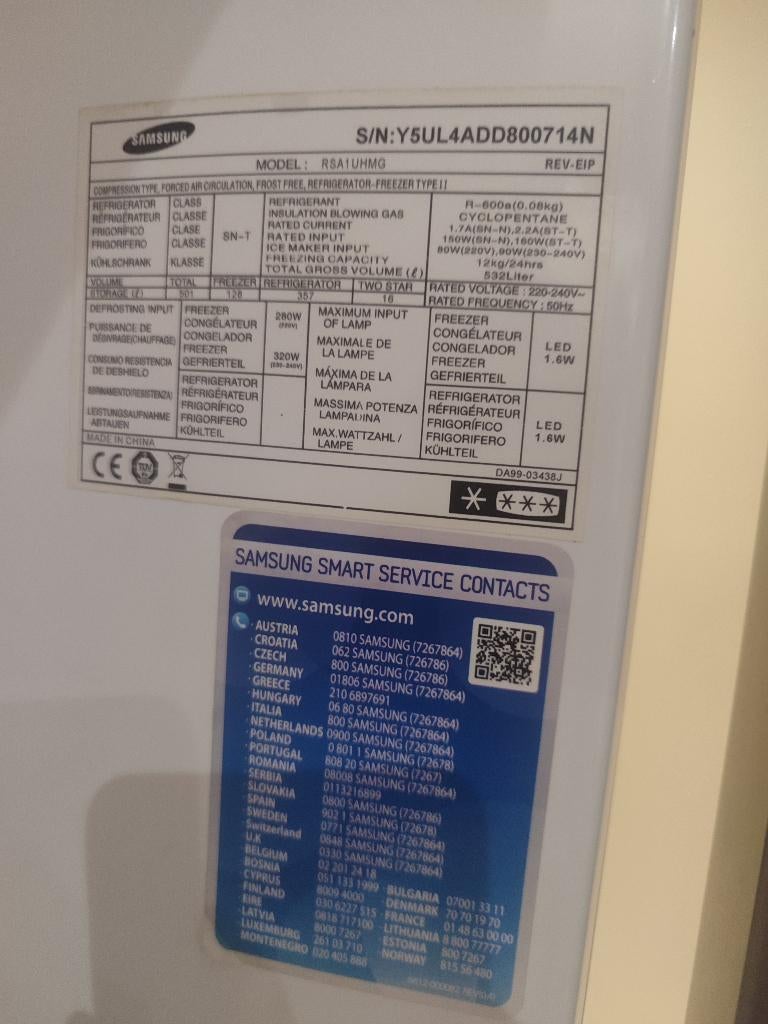 SAMSUNG
S/N:Y5UL4ADD800714N
MODEL : RSA1UHMG
REV-EIP
COMPRESSION TYPE, FORCED AIR CIRCULATION, FROST FREE, REFRIGERATOR-FREEZER TYPE II
REFRIGERATOR CLASS
RÉFRIGÉRATEUR CLASSE
FRIGORÍFICO CLASE
FRIGORIFERO CLASSE
KÜHLSCHRANK KLASSE
SN-T
REFRIGERANT
INSULATION BLOWING GAS
RATED CURRENT
RATED INPUT
ICE MAKER INPUT
FREEZING CAPACITY
TOTAL GROSS VOLUME (ℓ)
R-600a(0.08kg)
CYCLOPENTANE
1.7A(SN-N),2.2A(ST-T)
150W(SN-N),160W(ST-T)
80W(220V),90W(230-240V)
12kg/24hrs
532Liter
VOLUME TOTAL FREEZER REFRIGERATOR TWO STAR
STORAGE (ℓ) 501 128 357 16
RATED VOLTAGE : 220-240V~
RATED FREQUENCY : 50Hz
DEFROSTING INPUT
PUISSANCE DE
DÉGIVRAGE(CHAUFFAGE)
CONSUMO RESISTENCIA
DE DESHIELO
SBRINAMENTO(RESISTENZA)
LEISTUNGSAUFNAHME
ABTAUEN
FREEZER
CONGÉLATEUR
CONGELADOR
FREEZER
GEFRIERTEIL
280W
(220V)
320W
(230-240V)
REFRIGERATOR
RÉFRIGÉRATEUR
FRIGORÍFICO
FRIGORIFERO
KÜHLTEIL
MAXIMUM INPUT
OF LAMP
MAXIMALE DE
LA LAMPE
MÁXIMA DE LA
LÁMPARA
MASSIMA POTENZA
LAMPADINA
MAX.WATTZAHL /
LAMPE
FREEZER
CONGÉLATEUR
CONGELADOR
FREEZER
GEFRIERTEIL
LED
1.6W
REFRIGERATOR
RÉFRIGÉRATEUR
FRIGORÍFICO
FRIGORIFERO
KÜHLTEIL
LED
1.6W
MADE IN CHINA
CE TÜV
DA99-03438J
SAMSUNG SMART SERVICE CONTACTS
www.samsung.com
· AUSTRIA 0810 SAMSUNG (7267864)
· CROATIA 062 SAMSUNG (726786)
· CZECH 800 SAMSUNG (726786)
· GERMANY 01806 SAMSUNG (7267864)
· GREECE 210 6897691
· HUNGARY 06 80 SAMSUNG (7267864)
· ITALIA 800 SAMSUNG (7267864)
· NETHERLANDS 0900 SAMSUNG (7267864)
· POLAND 0 801 1 SAMSUNG (72678)
· PORTUGAL 808 20 SAMSUNG (7267)
· ROMANIA 08008 SAMSUNG (7267864)
· SERBIA 0113216899
· SLOVAKIA 0800 SAMSUNG (726786)
· SPAIN 902 1 SAMSUNG (72678)
· SWEDEN 0771 SAMSUNG (7267864)
· Switzerland 0848 SAMSUNG (7267864)
· U.K 0330 SAMSUNG (7267864)
· BELGIUM 02 201 24 18
· BOSNIA 051 133 1999
· CYPRUS 8009 4000
· FINLAND 030 6227 515
· EIRE 0818 717100
· LATVIA 8000 7267
· LUXEMBURG 261 03 710
· MONTENEGRO 020 405 888
· BULGARIA 07001 33 11
· DENMARK 70 70 19 70
· FRANCE 01 48 63 00 00
· LITHUANIA 8 800 77777
· ESTONIA 800 7267
· NORWAY 815 56 480